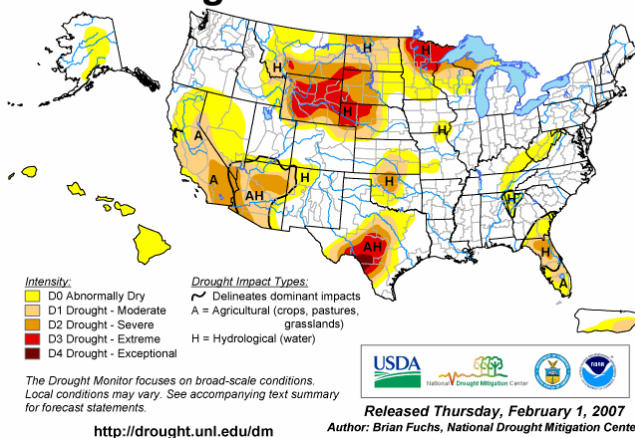 H
H
H
H
A
H
A
AH
H
H
H
AH
H
A
Intensity:
D0 Abnormally Dry
D1 Drought - Moderate
D2 Drought - Severe
D3 Drought - Extreme
D4 Drought - Exceptional
Drought Impact Types:
Delineates dominant impacts
A = Agricultural (crops, pastures,
grasslands)
H = Hydrological (water)
The Drought Monitor focuses on broad-scale conditions.
Local conditions may vary. See accompanying text summary
for forecast statements.
http://drought.unl.edu/dm
USDA
National Drought Mitigation Center
NOAA
Released Thursday, February 1, 2007
Author: Brian Fuchs, National Drought Mitigation Cente